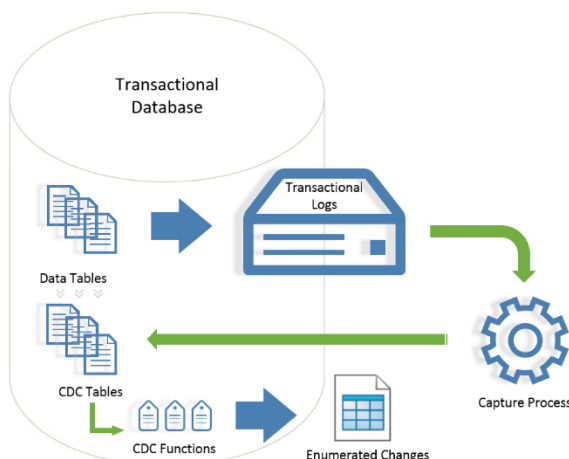 Transactional
Database
Transactional
Logs
Data Tables
CDC Tables
Capture Process
CDC Functions
Enumerated Changes